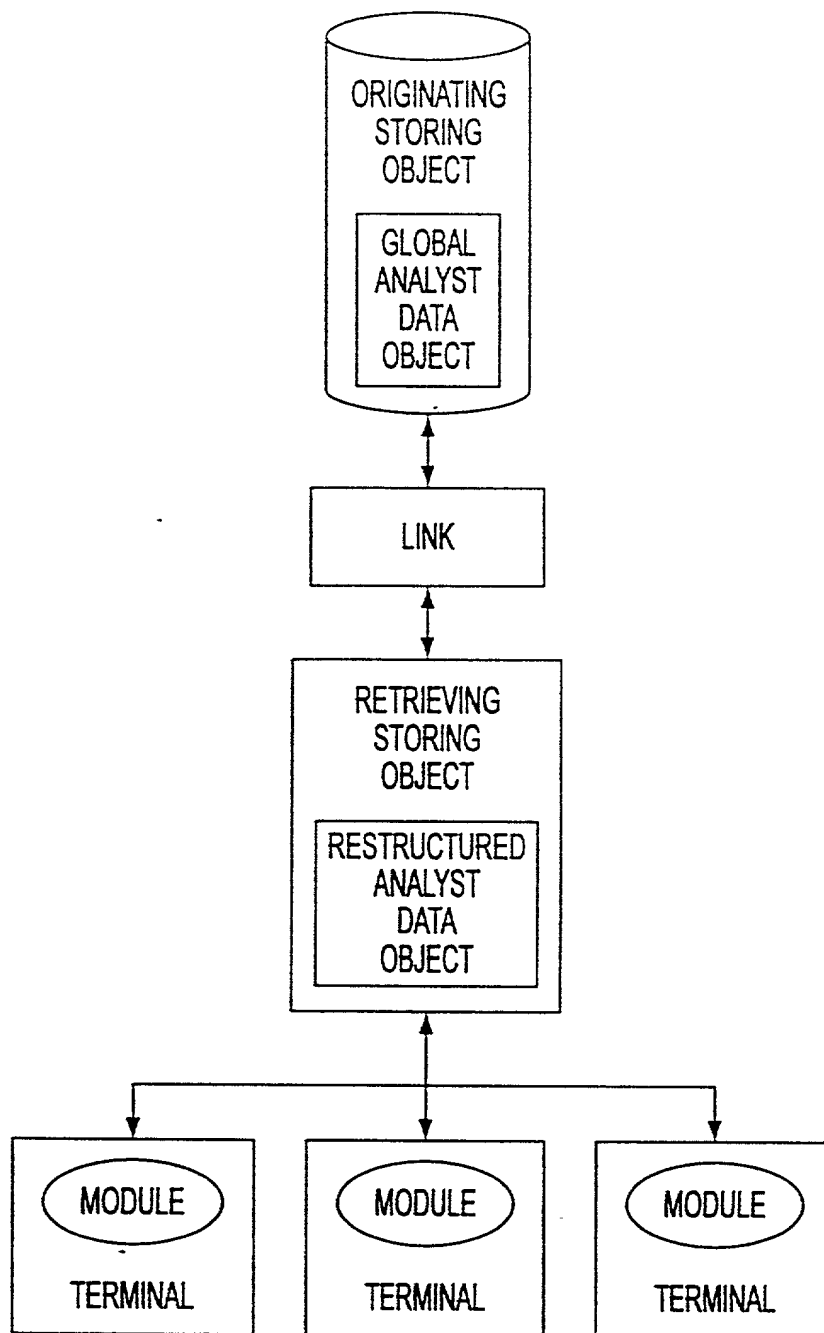 ORIGINATING
STORING
OBJECT
GLOBAL
ANALYST
DATA
OBJECT
LINK
RETRIEVING
STORING
OBJECT
RESTRUCTURED
ANALYST
DATA
OBJECT
MODULE
TERMINAL
MODULE
TERMINAL
MODULE
TERMINAL